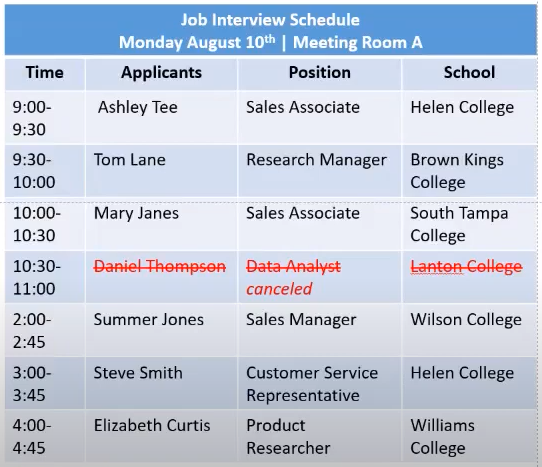 Job Interview Schedule
Monday August 10th | Meeting Room A
Time Applicants Position School
9:00- Ashley Tee Sales Associate Helen College
9:30
9:30- Tom Lane Research Manager Brown Kings
10:00 College
10:00- Mary Janes Sales Associate South Tampa
10:30 College
10:30- Daniel Thompson Data Analyst Lanton College
11:00 canceled
2:00- Summer Jones Sales Manager Wilson College
2:45
3:00- Steve Smith Customer Service Helen College
3:45 Representative
4:00- Elizabeth Curtis Product Williams
4:45 Researcher College